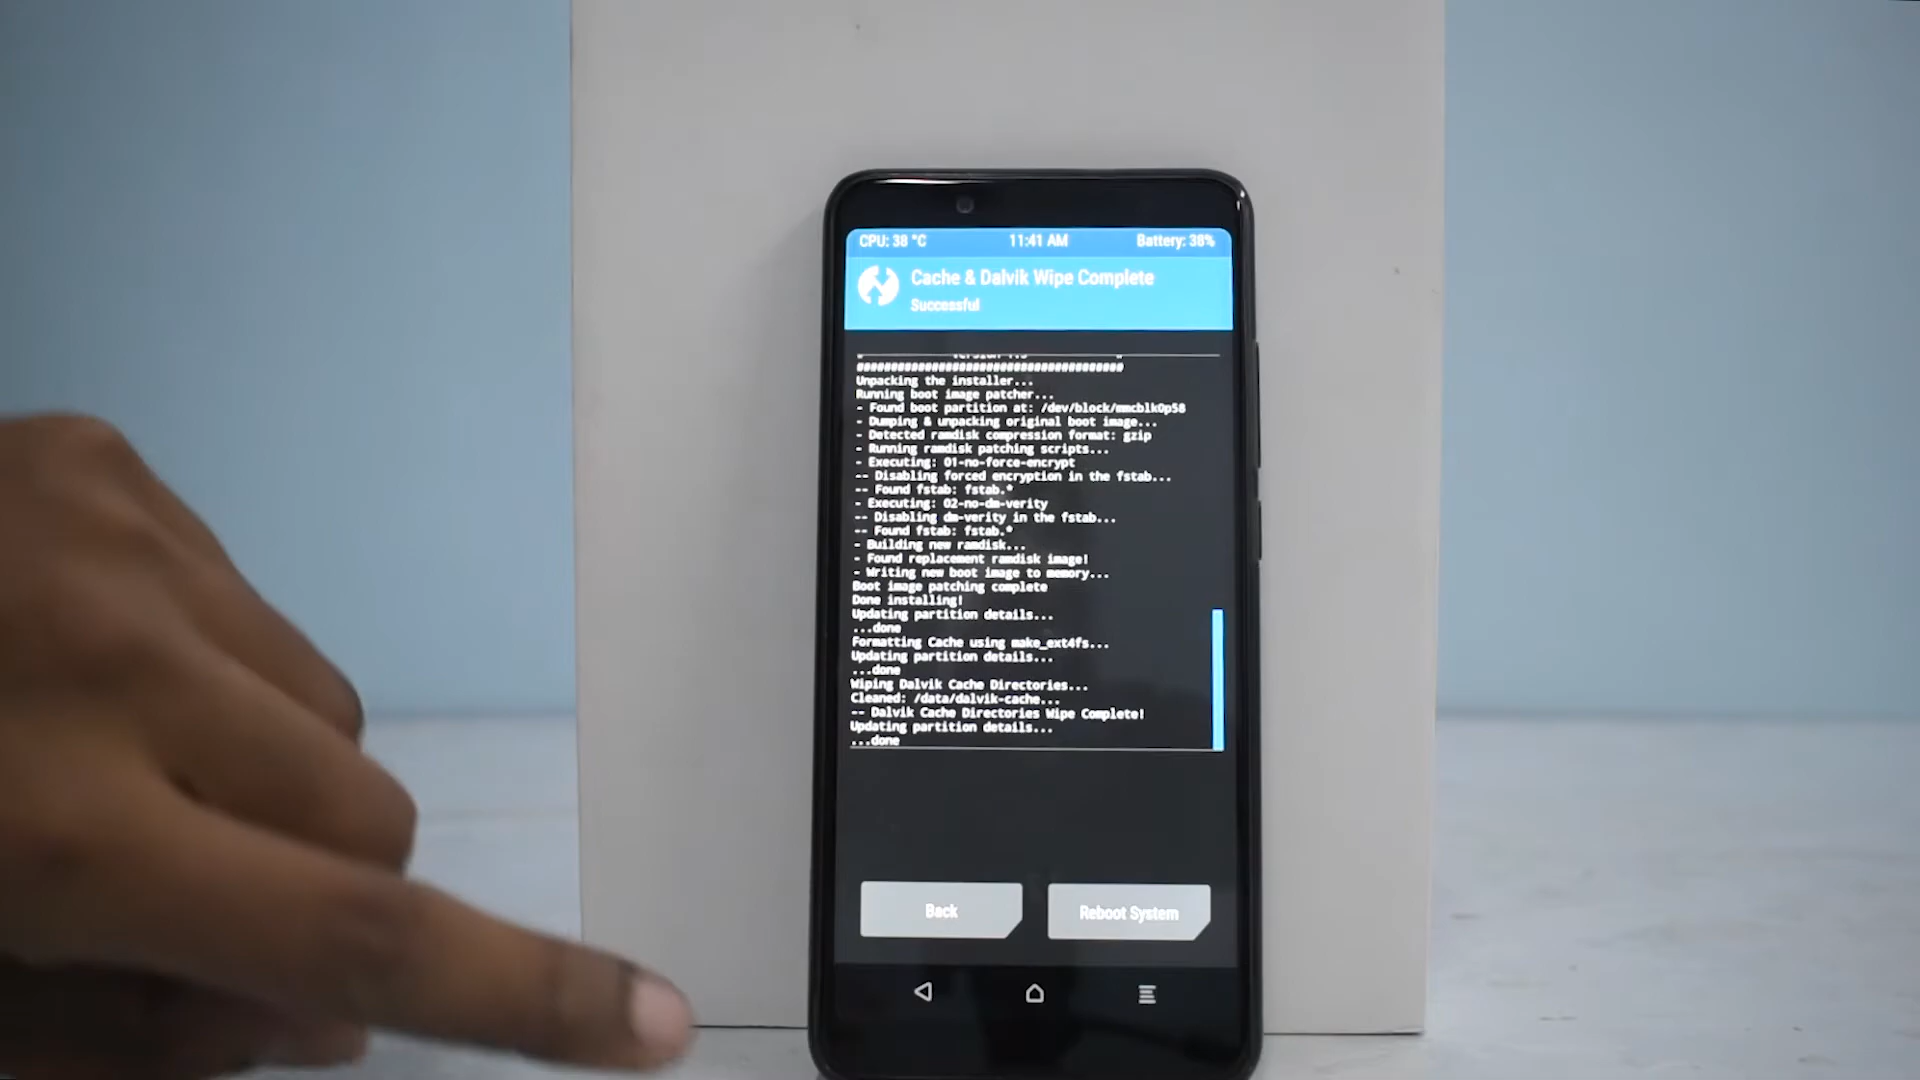 CPU: 38 °C 11:41 AM Battery: 38%
Cache & Dalvik Wipe Complete
Successful
#######################################
Unpacking the installer...
Running boot image patcher...
- Found boot partition at: /dev/block/mmcblk0p58
- Dumping & unpacking original boot image...
- Detected ramdisk compression format: gzip
- Running ramdisk patching scripts...
- Executing: 01-no-force-encrypt
-- Disabling forced encryption in the fstab...
-- Found fstab: fstab.*
- Executing: 02-no-dm-verity
-- Disabling dm-verity in the fstab...
-- Found fstab: fstab.*
- Building new ramdisk...
- Found replacement ramdisk image!
- Writing new boot image to memory...
Boot image patching complete
Done installing!
Updating partition details...
...done
Formatting Cache using make_ext4fs...
Updating partition details...
...done
Wiping Dalvik Cache Directories...
Cleaned: /data/dalvik-cache...
-- Dalvik Cache Directories Wipe Complete!
Updating partition details...
...done
Back
Reboot System